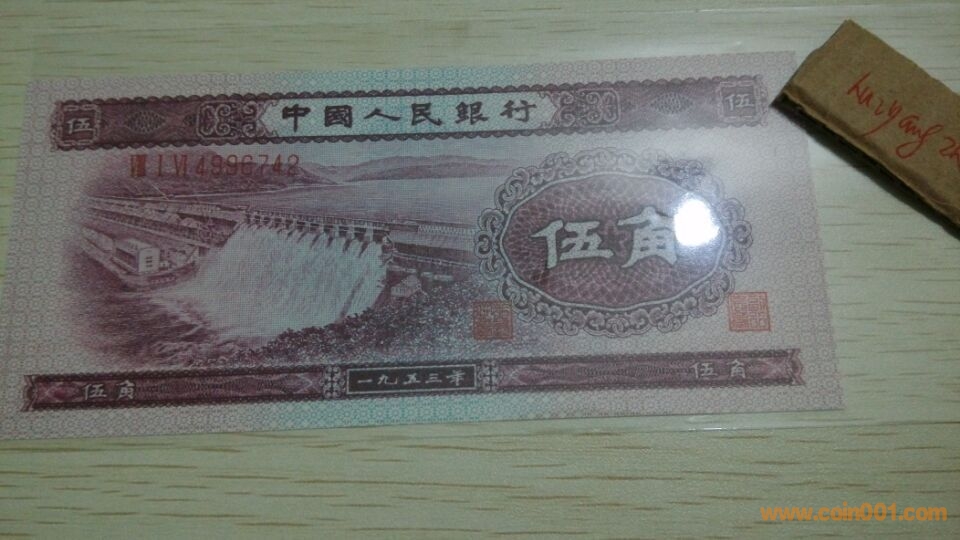 伍 中國人民銀行 伍
Ⅷ Ⅰ Ⅵ 4996742
伍角
伍角 一九五三年 伍角
www.coin001.com